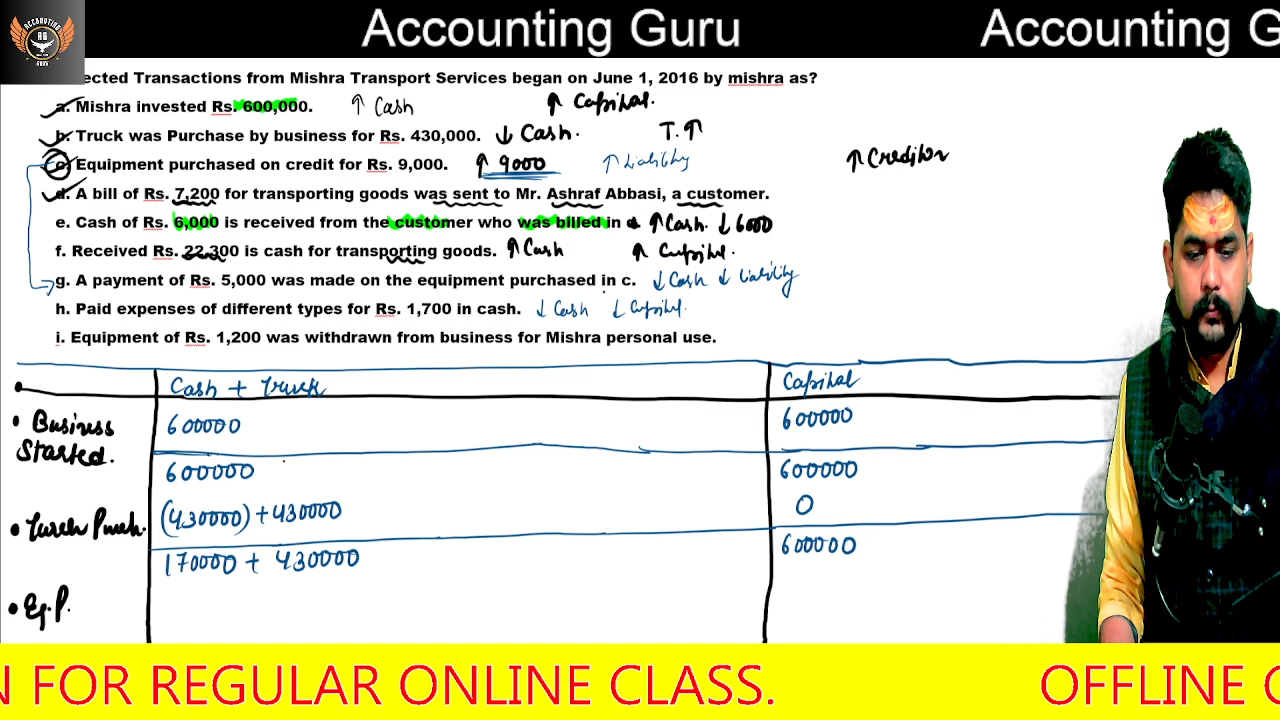 ACCOUNTING
AG
GURU
Accounting Guru Accounting G
ected Transactions from Mishra Transport Services began on June 1, 2016 by mishra as?
a. Mishra invested Rs. 600,000. ↑ Cash ↑ Capital.
b. Truck was Purchase by business for Rs. 430,000. ↓ Cash. T. ↑
c. Equipment purchased on credit for Rs. 9,000. ↑ 9000 ↑ Liability ↑ Creditor
d. A bill of Rs. 7,200 for transporting goods was sent to Mr. Ashraf Abbasi, a customer.
e. Cash of Rs. 6,000 is received from the customer who was billed in ↑ Cash. ↓ 6000
f. Received Rs. 22,300 is cash for transporting goods. ↑ Cash ↑ Capital.
g. A payment of Rs. 5,000 was made on the equipment purchased in c. ↓ Cash ↓ Liability
h. Paid expenses of different types for Rs. 1,700 in cash. ↓ Cash ↓ Capital.
i. Equipment of Rs. 1,200 was withdrawn from business for Mishra personal use.
Cash + Truck Capital
• Business 600000 600000
Started.
600000 600000
• Purch. (430000) + 430000 0
170000 + 430000 600000
• Eq. P.
N FOR REGULAR ONLINE CLASS. OFFLINE C